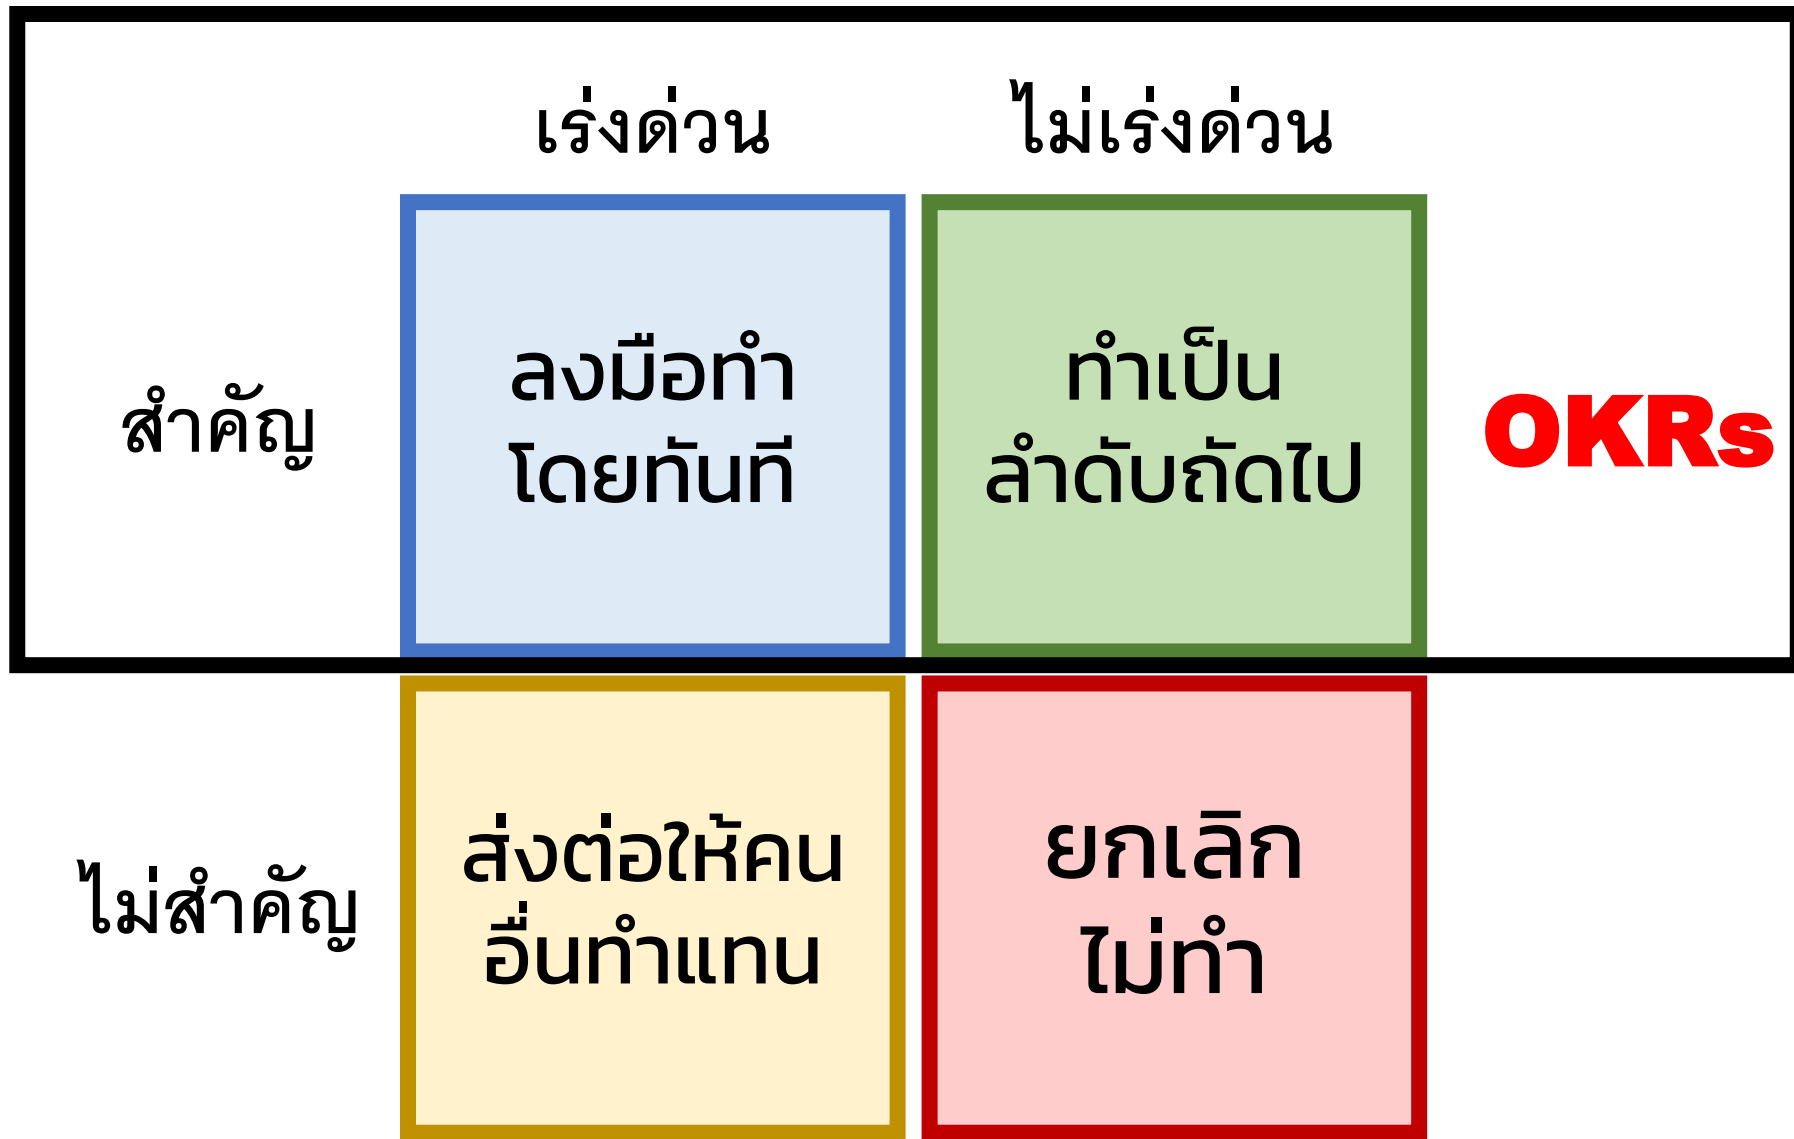 เร่งด่วน ไม่เร่งด่วน
สำคัญ
ลงมือทำ
โดยทันที
ทำเป็น
ลำดับถัดไป
OKRs
ไม่สำคัญ
ส่งต่อให้คน
อื่นทำแทน
ยกเลิก
ไม่ทำ